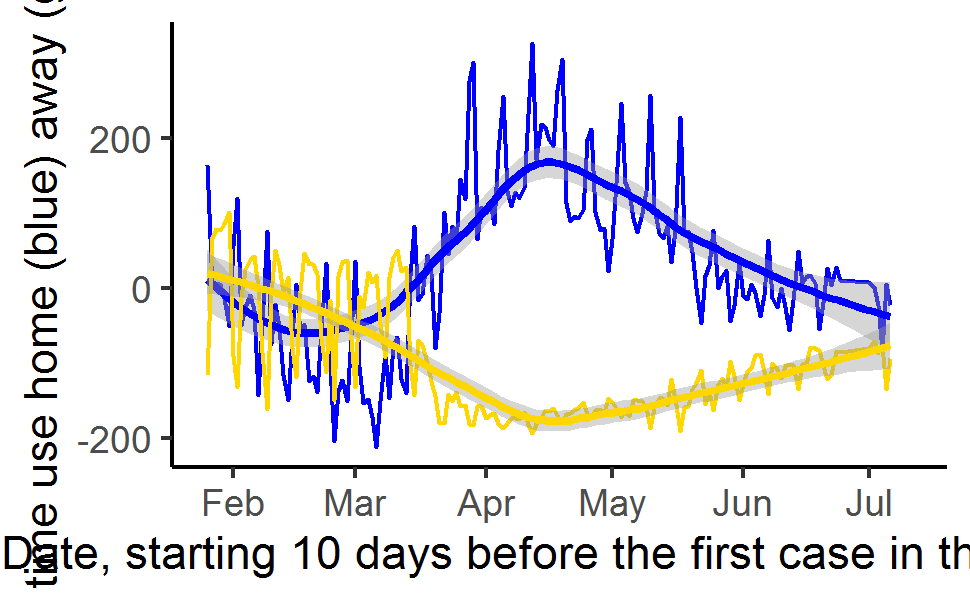 time use home (blue) away (
200
0
-200
Feb Mar Apr May Jun Jul
Date, starting 10 days before the first case in th